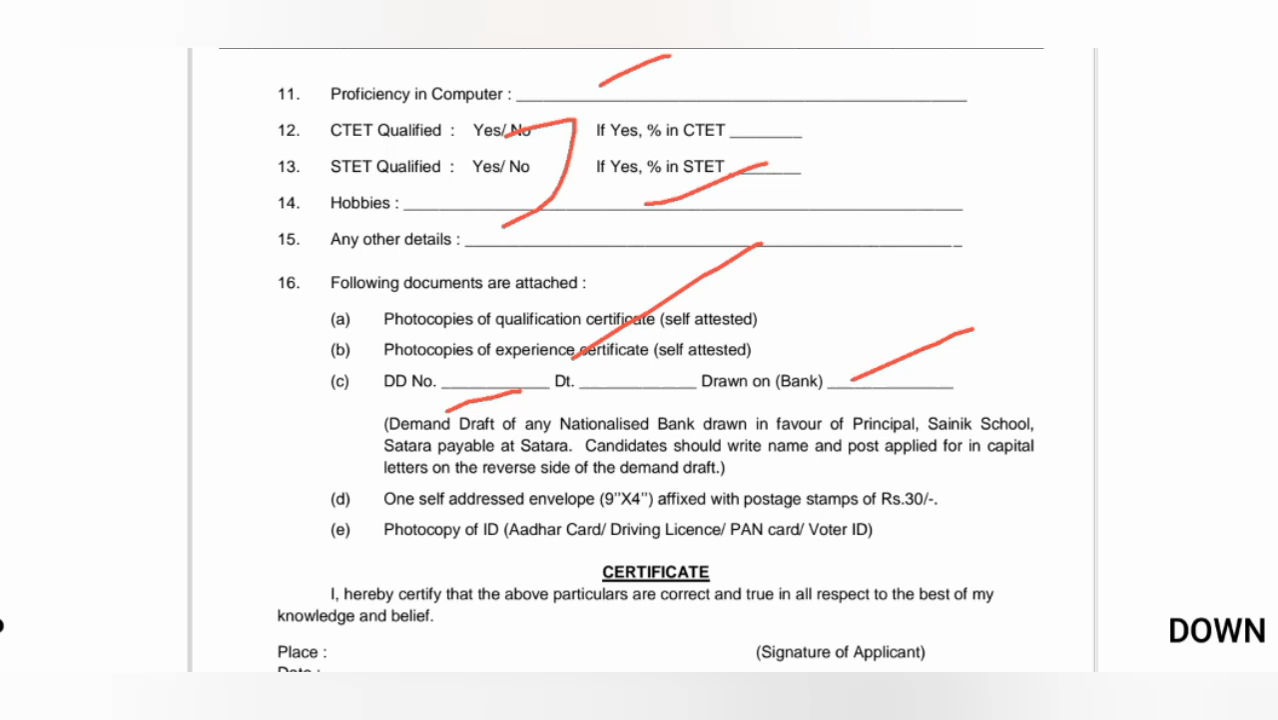 11. Proficiency in Computer : ____________________
12. CTET Qualified : Yes/ No If Yes, % in CTET ________
13. STET Qualified : Yes/ No If Yes, % in STET ________
14. Hobbies : ____________________
15. Any other details : ____________________
16. Following documents are attached :
(a) Photocopies of qualification certificate (self attested)
(b) Photocopies of experience certificate (self attested)
(c) DD No. ____________ Dt. _____________ Drawn on (Bank) ______________
(Demand Draft of any Nationalised Bank drawn in favour of Principal, Sainik School,
Satara payable at Satara. Candidates should write name and post applied for in capital
letters on the reverse side of the demand draft.)
(d) One self addressed envelope (9"X4") affixed with postage stamps of Rs.30/-.
(e) Photocopy of ID (Aadhar Card/ Driving Licence/ PAN card/ Voter ID)
CERTIFICATE
I, hereby certify that the above particulars are correct and true in all respect to the best of my
knowledge and belief.
DOWN
Place : (Signature of Applicant)